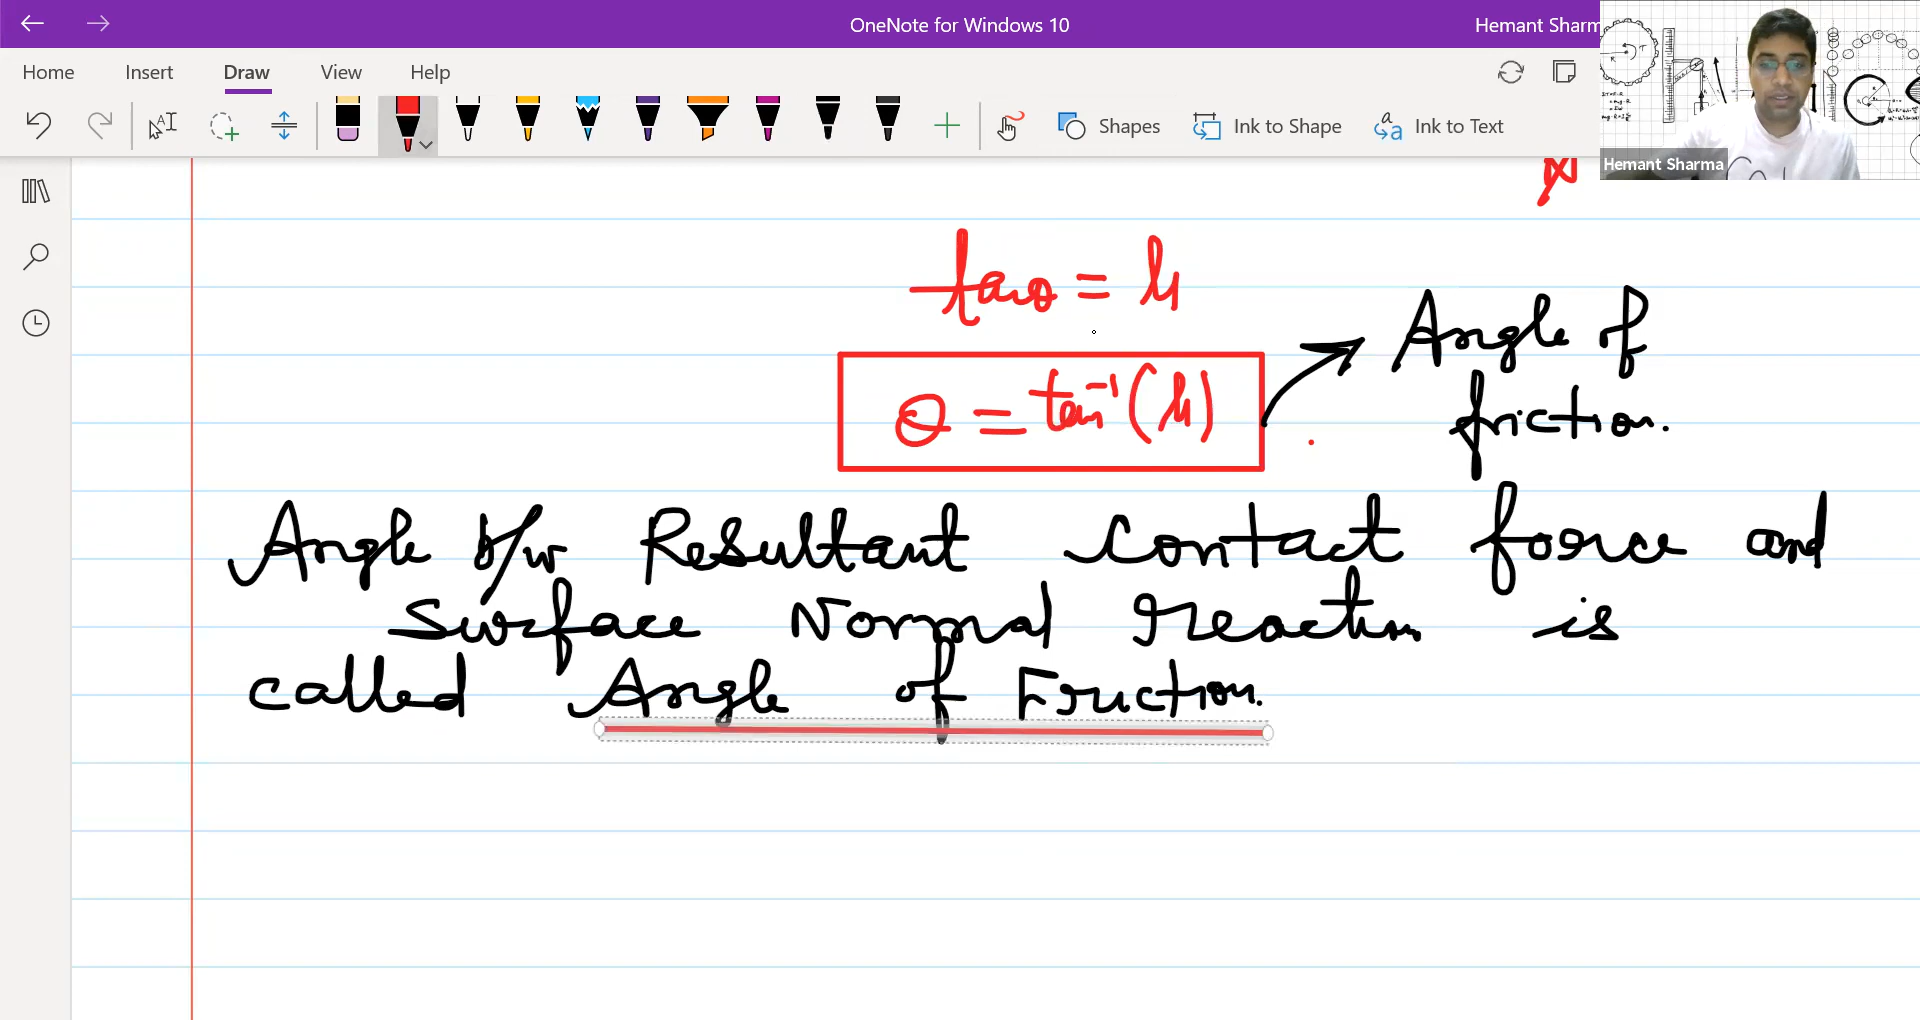 OneNote for Windows 10
Hemant Sharm
Home Insert Draw View Help
Shapes Ink to Shape Ink to Text
Hemant Sharma
tanθ = μ
θ = tan⁻¹(μ)
Angle of
friction.
Angle b/w Resultant Contact force and
Surface Normal reaction is
called Angle of Friction.